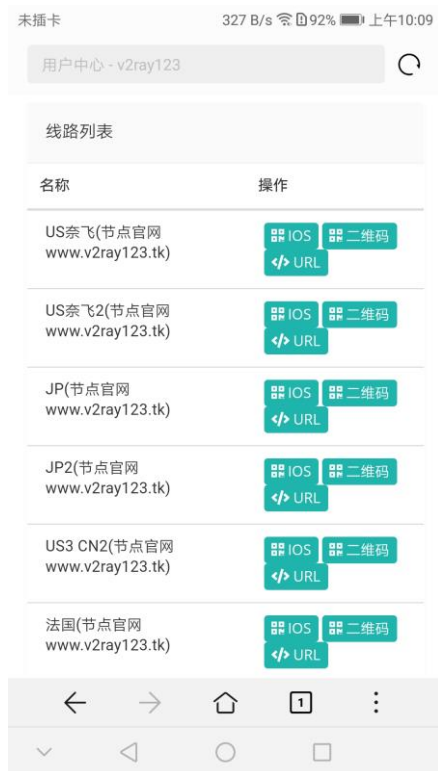 未插卡 327 B/s 92% 上午10:09
用户中心 - v2ray123
线路列表
名称 操作
US奈飞(节点官网 IOS 二维码
www.v2ray123.tk) </> URL
US奈飞2(节点官网 IOS 二维码
www.v2ray123.tk) </> URL
JP(节点官网 IOS 二维码
www.v2ray123.tk) </> URL
JP2(节点官网 IOS 二维码
www.v2ray123.tk) </> URL
US3 CN2(节点官网 IOS 二维码
www.v2ray123.tk) </> URL
法国(节点官网 IOS 二维码
www.v2ray123.tk) </> URL
1